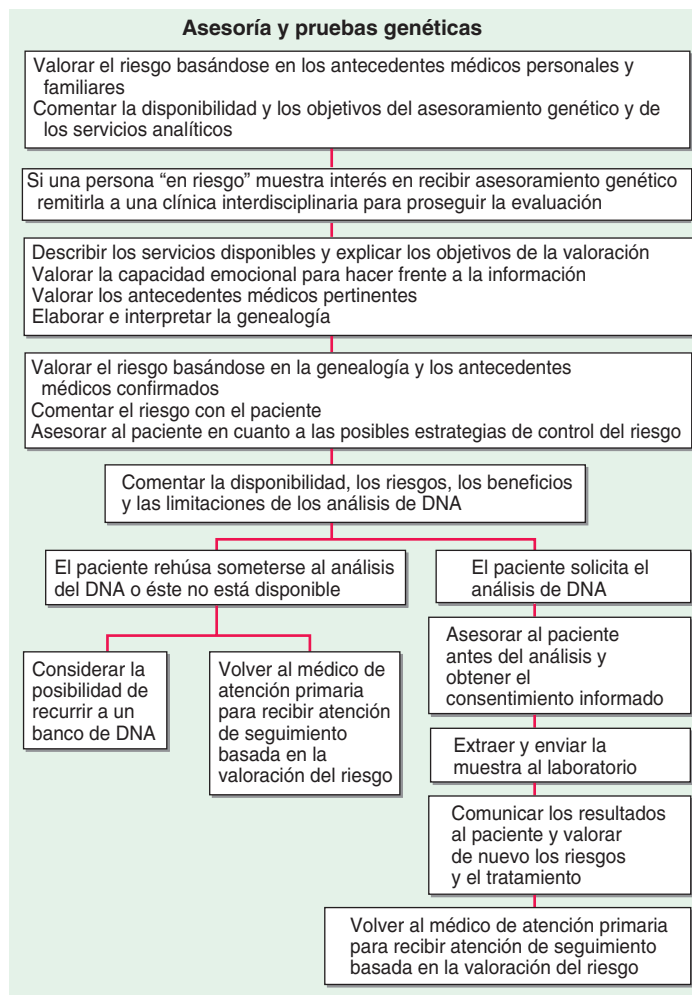 Asesoría y pruebas genéticas
Valorar el riesgo basándose en los antecedentes médicos personales y
familiares
Comentar la disponibilidad y los objetivos del asesoramiento genético y de
los servicios analíticos
Si una persona “en riesgo” muestra interés en recibir asesoramiento genético
remitirla a una clínica interdisciplinaria para proseguir la evaluación
Describir los servicios disponibles y explicar los objetivos de la valoración
Valorar la capacidad emocional para hacer frente a la información
Valorar los antecedentes médicos pertinentes
Elaborar e interpretar la genealogía
Valorar el riesgo basándose en la genealogía y los antecedentes
médicos confirmados
Comentar el riesgo con el paciente
Asesorar al paciente en cuanto a las posibles estrategias de control del riesgo
Comentar la disponibilidad, los riesgos, los beneficios
y las limitaciones de los análisis de DNA
El paciente rehúsa someterse al análisis
del DNA o éste no está disponible
Considerar la
posibilidad de
recurrir a un
banco de DNA
Volver al médico de
atención primaria
para recibir atención
de seguimiento
basada en la
valoración del riesgo
El paciente solicita el
análisis de DNA
Asesorar al paciente
antes del análisis y
obtener el
consentimiento informado
Extraer y enviar la
muestra al laboratorio
Comunicar los resultados
al paciente y valorar
de nuevo los riesgos
y el tratamiento
Volver al médico de atención primaria
para recibir atención de seguimiento
basada en la valoración del riesgo